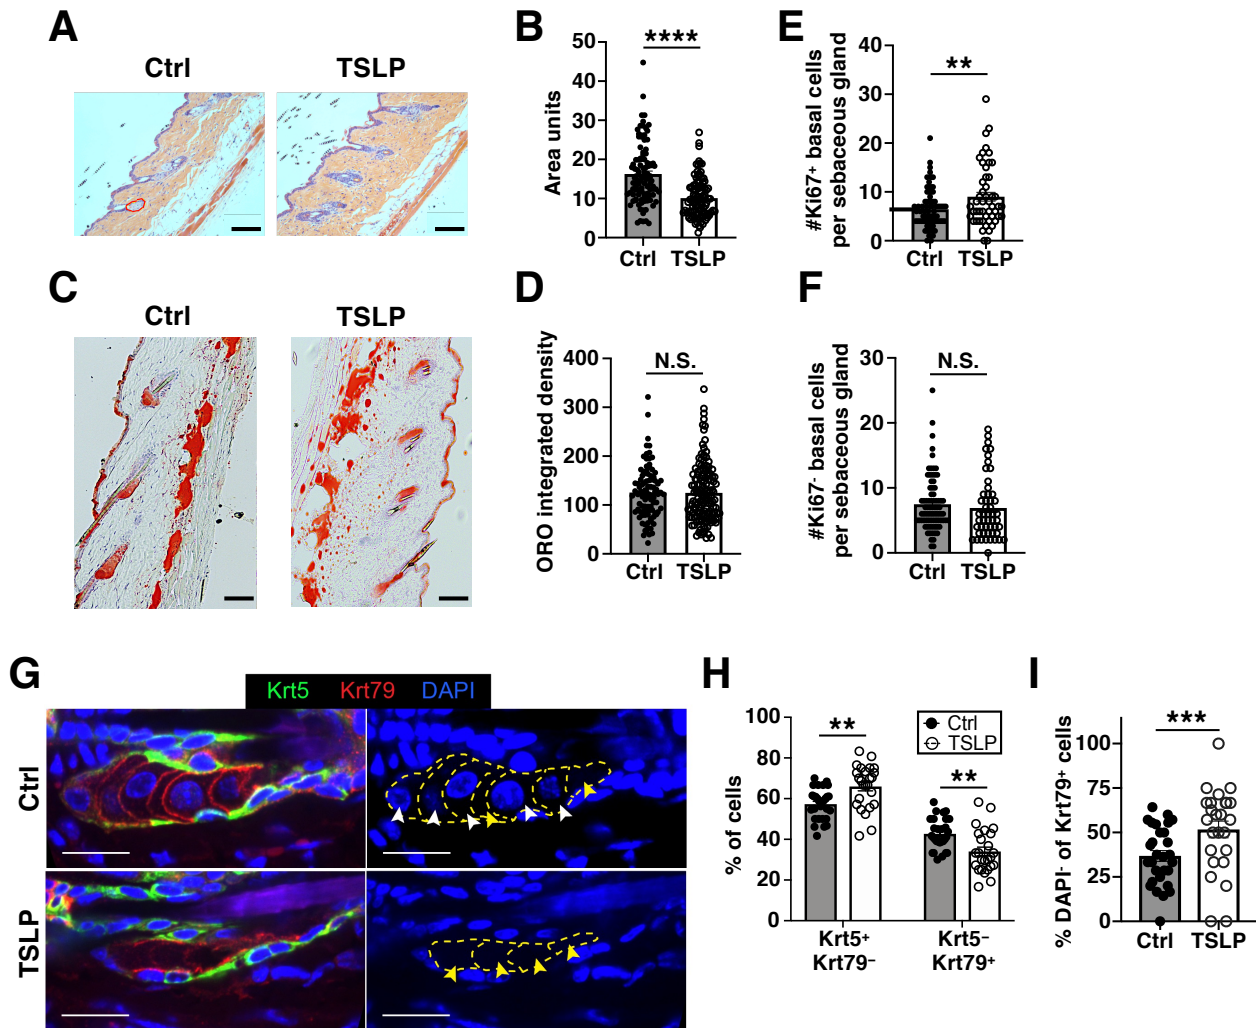 A
Ctrl
TSLP
B
Area units
50
40
30
20
10
0
****
Ctrl
TSLP
E
#Ki67⁺ basal cells
per sebaceous gland
40
30
20
10
0
**
Ctrl
TSLP
C
Ctrl
TSLP
D
ORO integrated density
400
300
200
100
0
N.S.
Ctrl
TSLP
F
#Ki67⁻ basal cells
per sebaceous gland
30
20
10
0
N.S.
Ctrl
TSLP
G
Krt5 Krt79 DAPI
Ctrl
TSLP
H
% of cells
100
80
60
40
20
0
**
**
Ctrl
TSLP
Krt5⁺
Krt79⁻
Krt5⁻
Krt79⁺
I
% DAPI⁻ of Krt79⁺ cells
100
75
50
25
0
***
Ctrl
TSLP